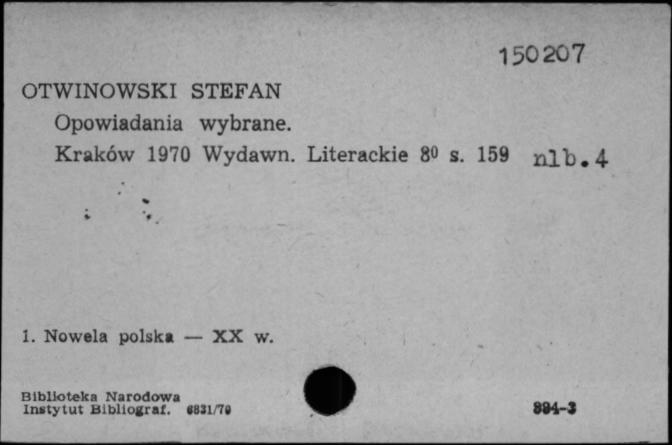 150207
OTWINOWSKI STEFAN
Opowiadania wybrane.
Kraków 1970 Wydawn. Literackie 8⁰ s. 159 nlb. 4
1. Nowela polska — XX w.
Biblioteka Narodowa
Instytut Bibliograf. 6831/70 884-3